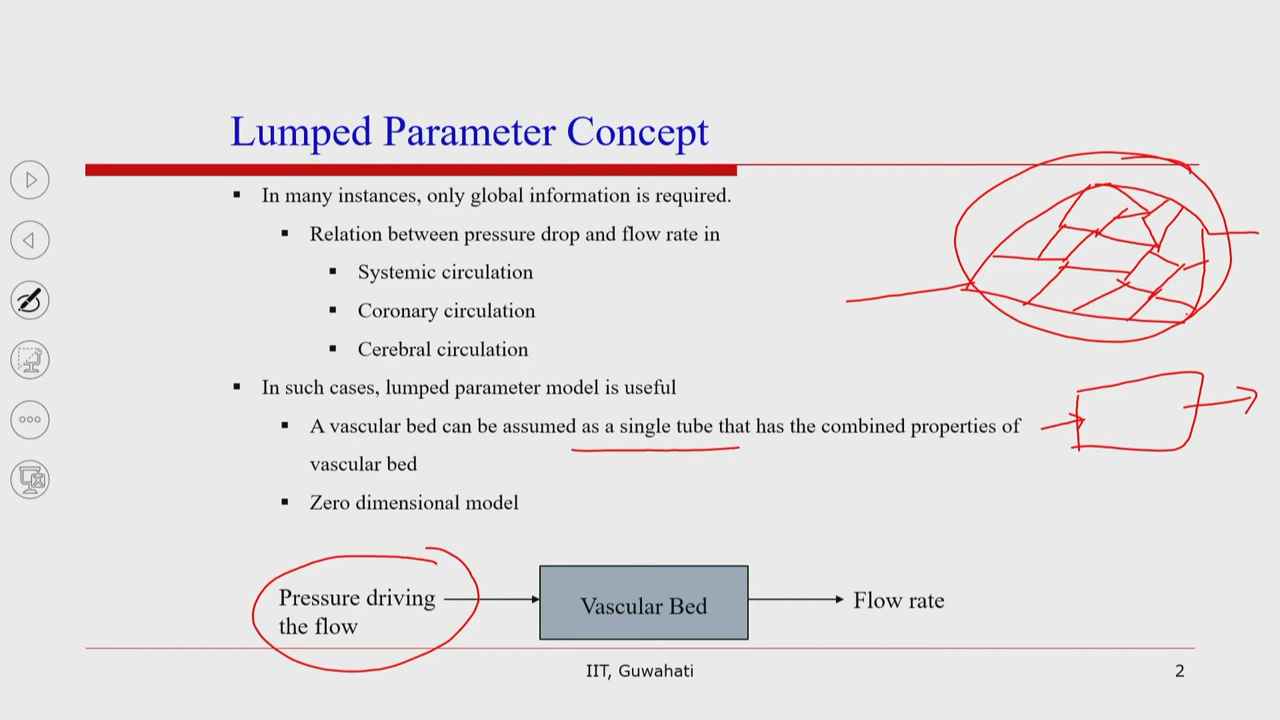 Lumped Parameter Concept
In many instances, only global information is required.
Relation between pressure drop and flow rate in
Systemic circulation
Coronary circulation
Cerebral circulation
In such cases, lumped parameter model is useful
A vascular bed can be assumed as a single tube that has the combined properties of
vascular bed
Zero dimensional model
Pressure driving
the flow
Vascular Bed
Flow rate
IIT, Guwahati
2